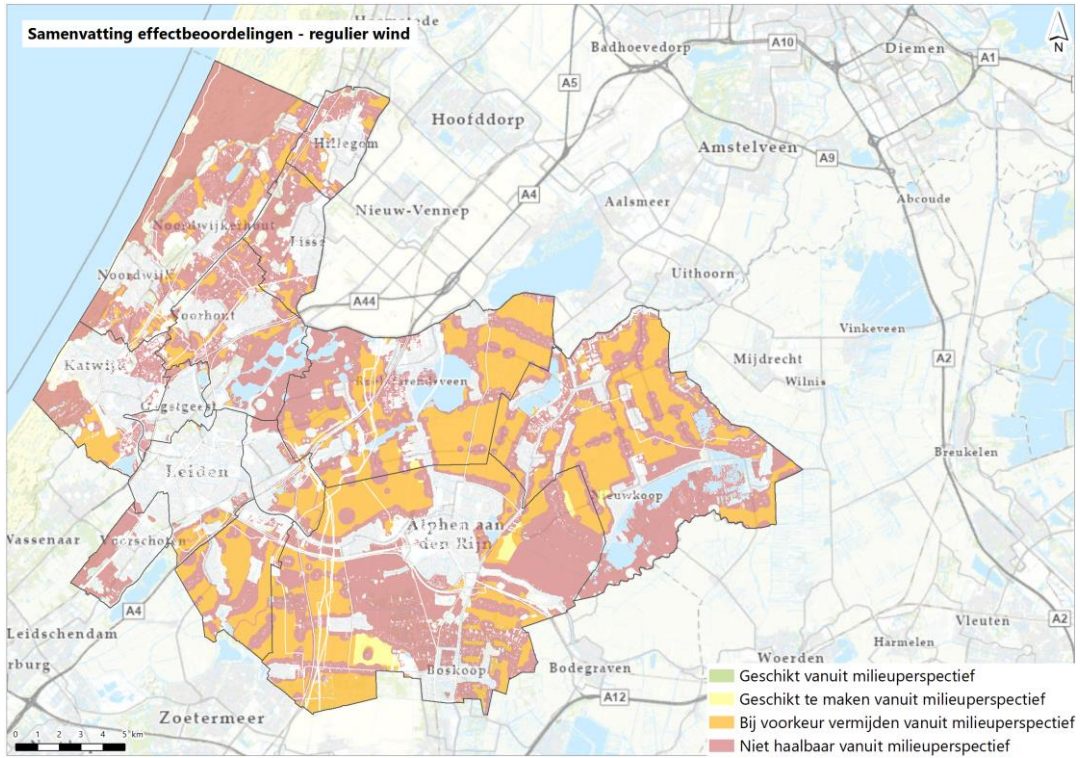 Samenvatting effectbeoordelingen - regulier wind
Badhoevedorp
A10
Diemen
A1
N
A5
Hoofddorp
Hillegom
Amstelveen
A9
A4
Abcoude
Nieuw-Vennep
Aalsmeer
Noordwijkerhout
Lisse
Uithoorn
Noordwijk
A44
Voorhout
Vinkeveen
A2
Mijdrecht
Wilnis
Katwijk
Oegstgeest
Breukelen
Leiden
Nieuwkoop
Alphen aan
den Rijn
Wassenaar
Voorschoten
A4
A2
Leidschendam
Vleuten
Harmelen
Woerden
Boskoop
Bodegraven
A12
Zoetermeer
Geschikt vanuit milieuperspectief
Geschikt te maken vanuit milieuperspectief
Bij voorkeur vermijden vanuit milieuperspectief
Niet haalbaar vanuit milieuperspectief
0 1 2 3 4 5 km